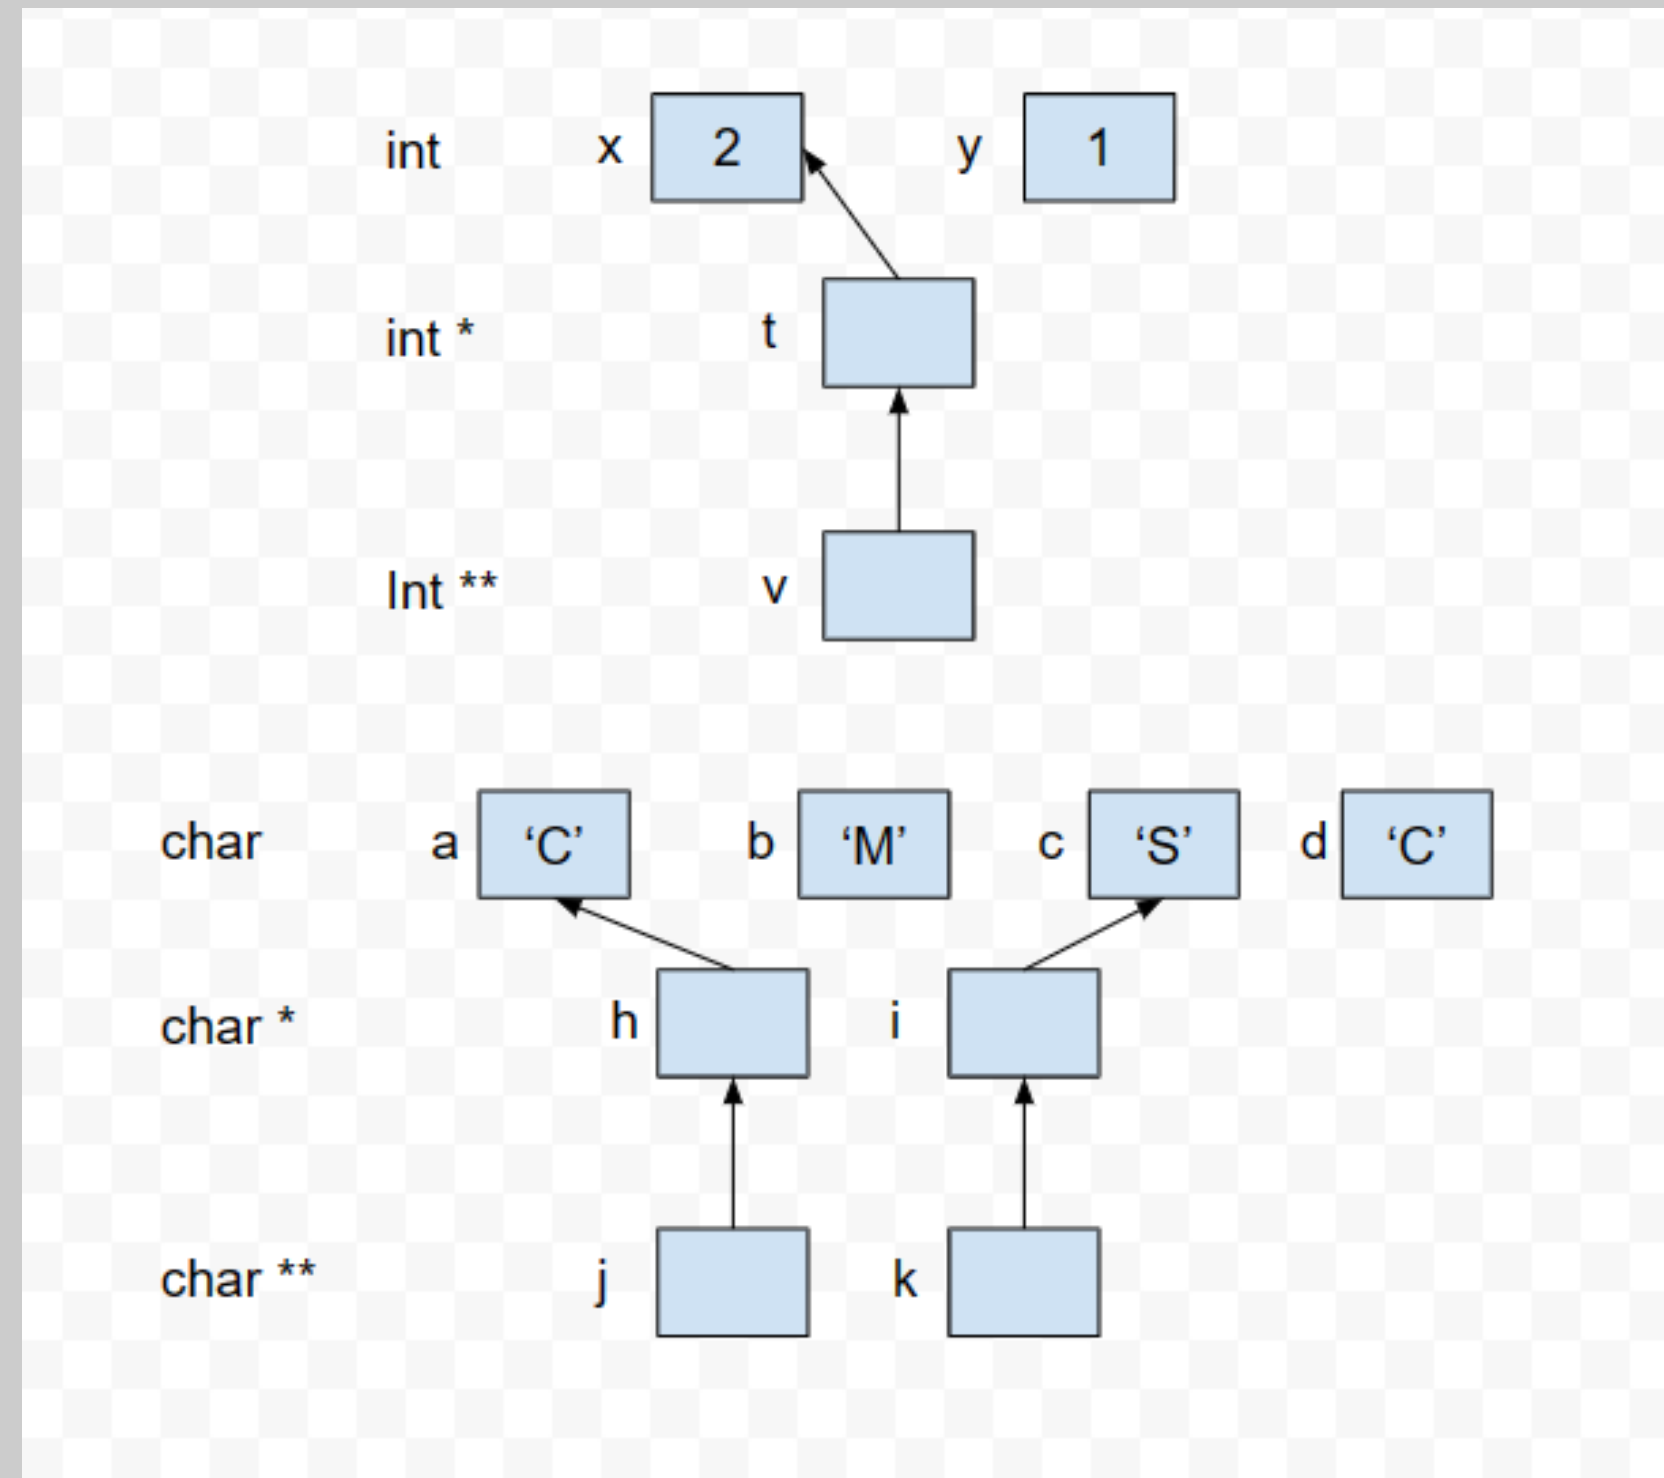 int x 2 y 1
int * t
Int ** v
char a ‘C’ b ‘M’ c ‘S’ d ‘C’
char * h i
char ** j k